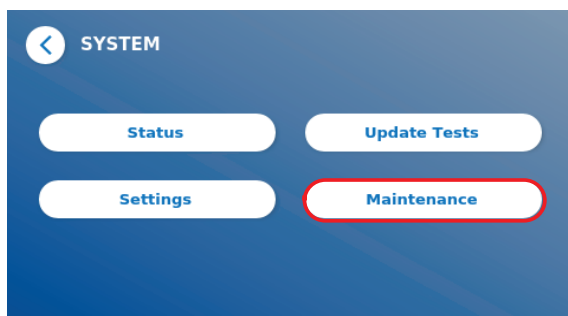 SYSTEM
Status
Update Tests
Settings
Maintenance